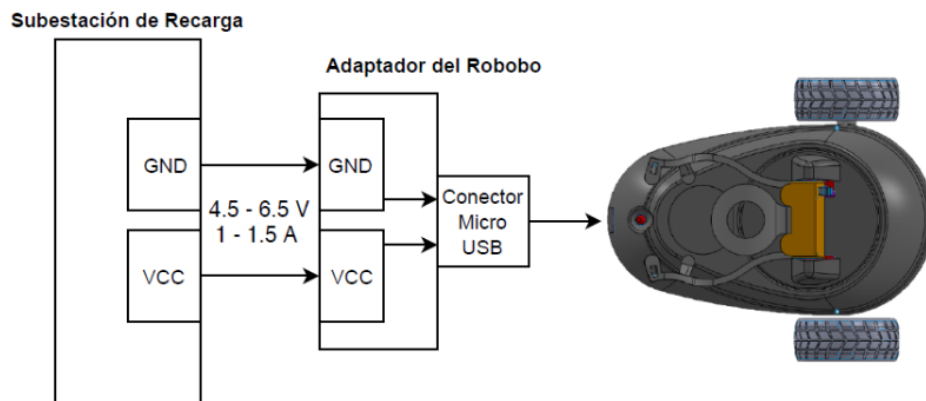 Subestación de Recarga
Adaptador del Robobo
GND
GND
4.5 - 6.5 V
1 - 1.5 A
Conector
Micro
USB
VCC
VCC